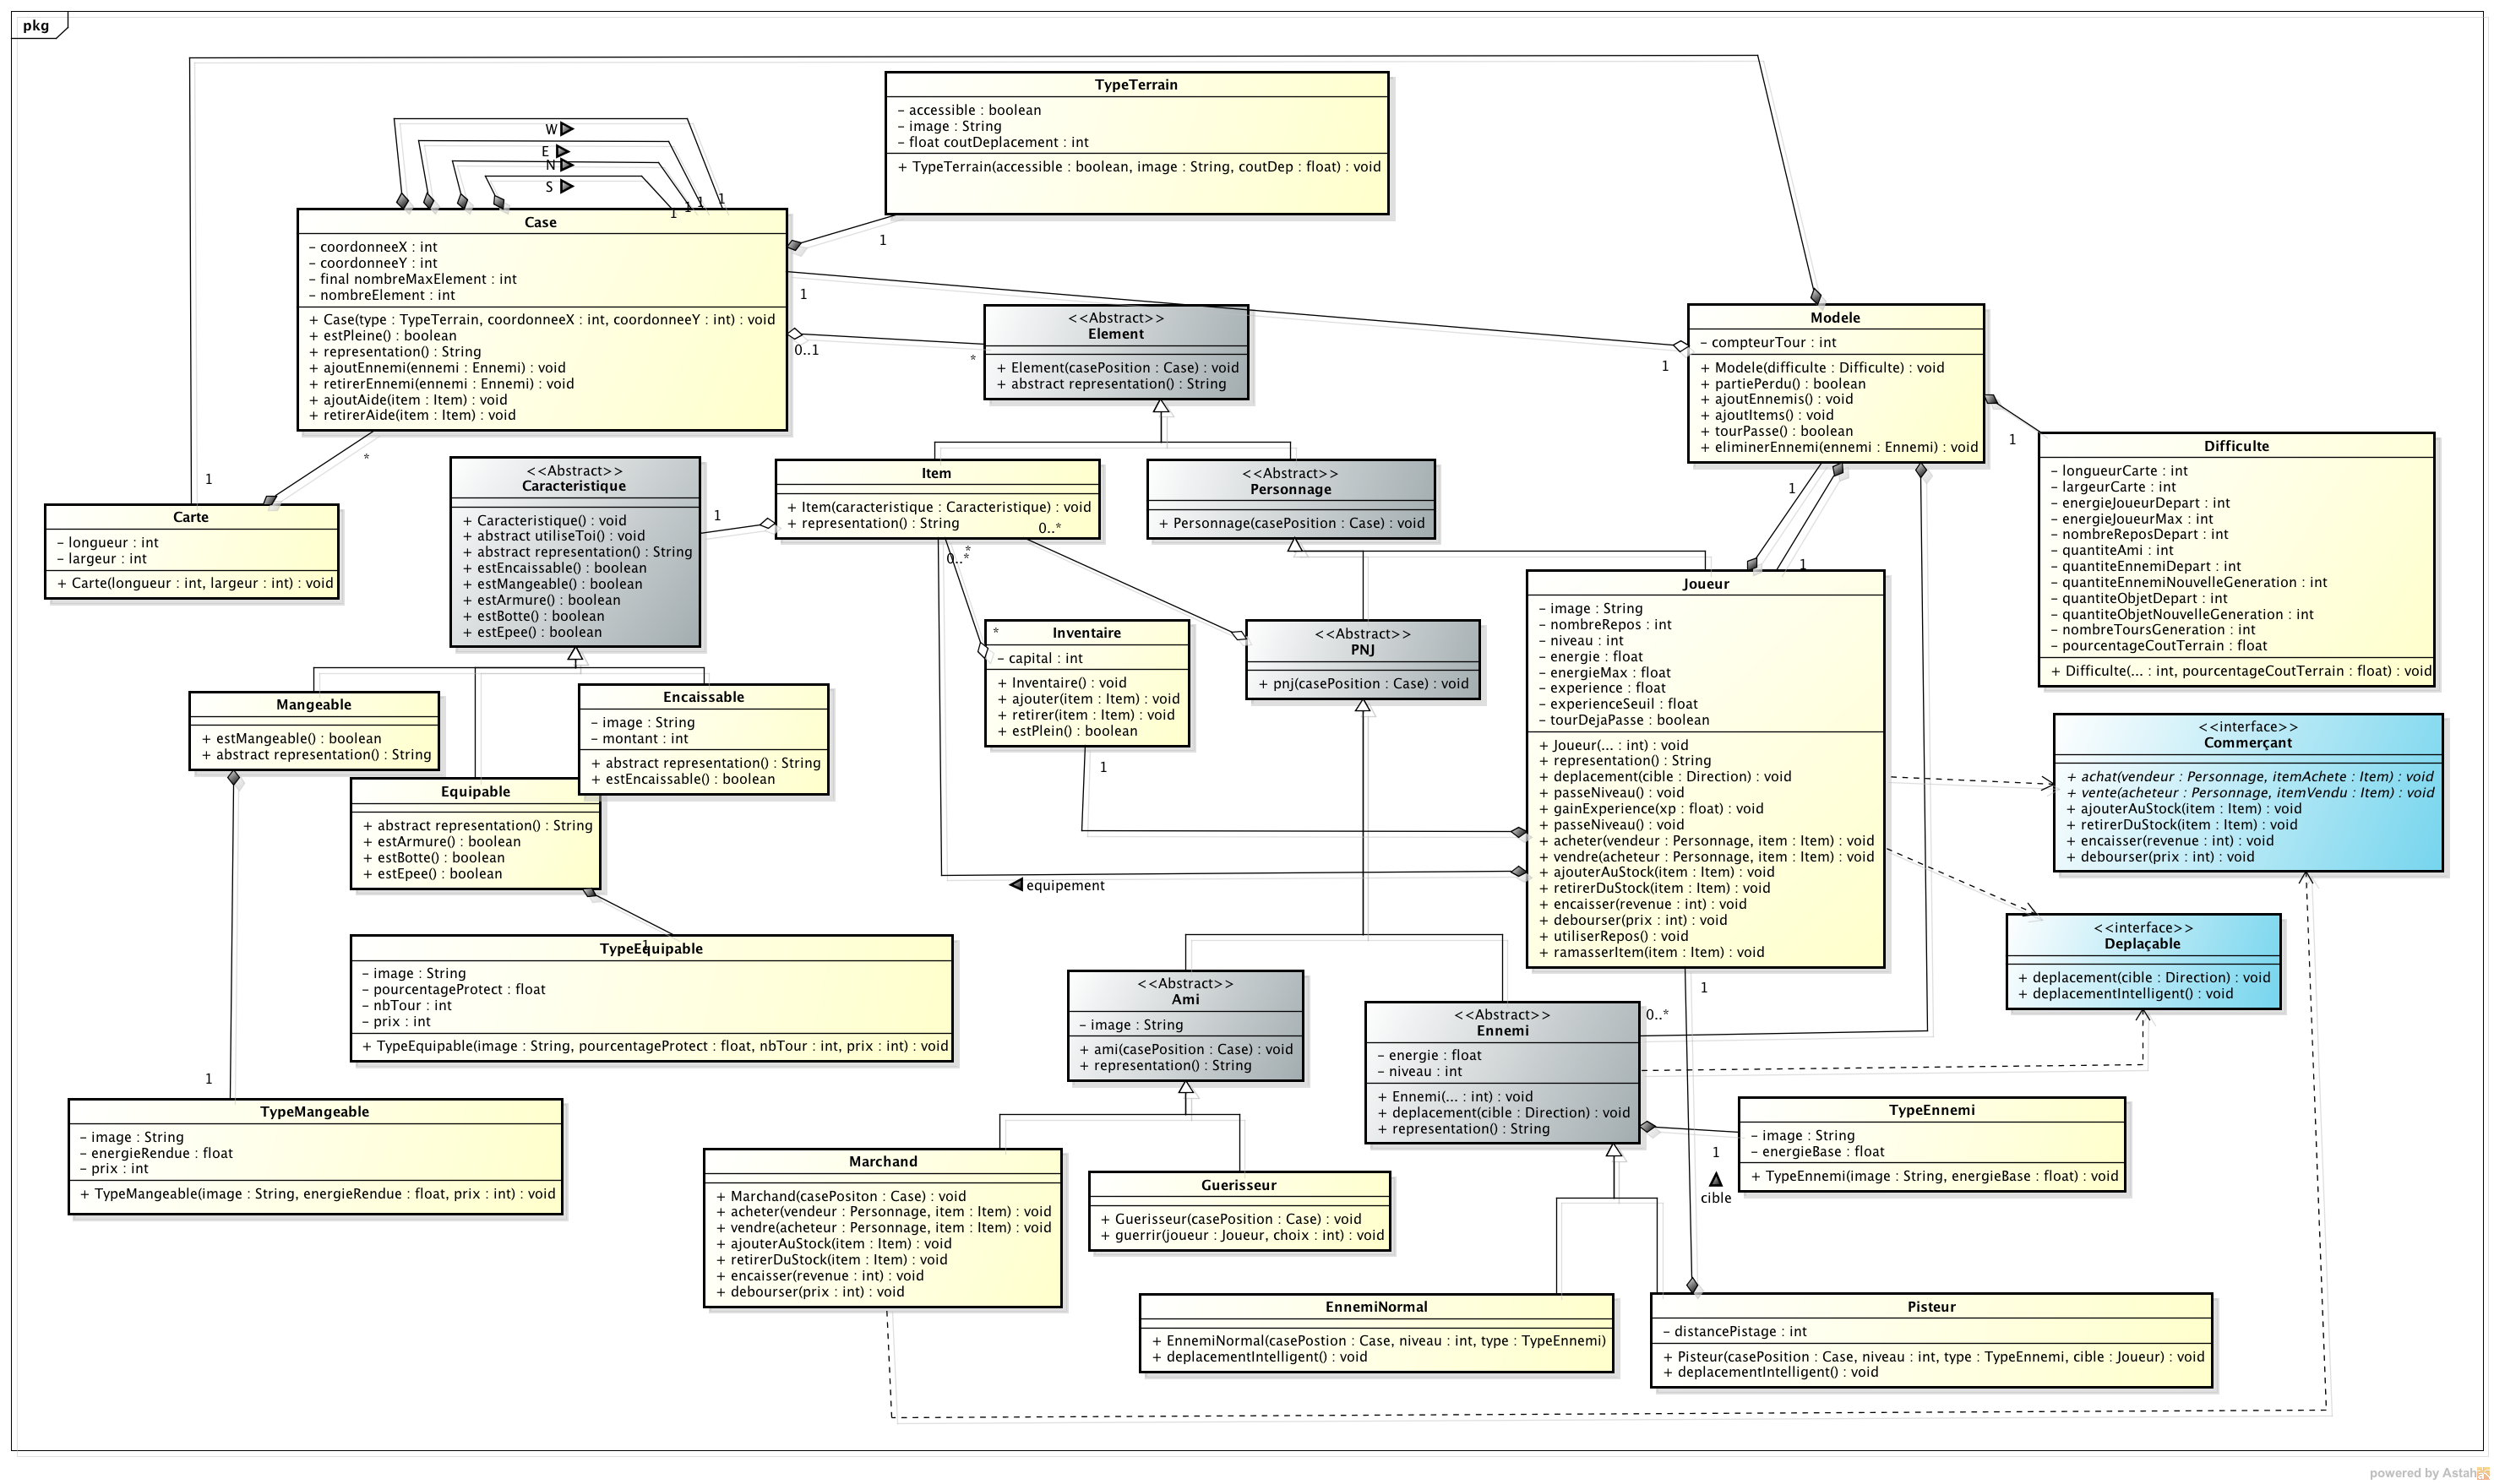 pkg
TypeTerrain
– accessible : boolean
– image : String
– float coutDeplacement : int
+ TypeTerrain(accessible : boolean, image : String, coutDep : float) : void
W
E
N
S
1
1
1
1
Case
– coordonneeX : int
– coordonneeY : int
– final nombreMaxElement : int
– nombreElement : int
+ Case(type : TypeTerrain, coordonneeX : int, coordonneeY : int) : void
+ estPleine() : boolean
+ representation() : String
+ ajoutEnnemi(ennemi : Ennemi) : void
+ retirerEnnemi(ennemi : Ennemi) : void
+ ajoutAide(item : Item) : void
+ retirerAide(item : Item) : void
1
1
0..1
*
1
<<Abstract>>
Element
+ Element(casePosition : Case) : void
+ abstract representation() : String
Modele
– compteurTour : int
+ Modele(difficulte : Difficulte) : void
+ partiePerdu() : boolean
+ ajoutEnnemis() : void
+ ajoutItems() : void
+ tourPasse() : boolean
+ eliminerEnnemi(ennemi : Ennemi) : void
1
Difficulte
– longueurCarte : int
– largeurCarte : int
– energieJoueurDepart : int
– energieJoueurMax : int
– nombreReposDepart : int
– quantiteAmi : int
– quantiteEnnemiDepart : int
– quantiteEnnemiNouvelleGeneration : int
– quantiteObjetDepart : int
– quantiteObjetNouvelleGeneration : int
– nombreToursGeneration : int
– pourcentageCoutTerrain : float
+ Difficulte(... : int, pourcentageCoutTerrain : float) : void
*
1
Carte
– longueur : int
– largeur : int
+ Carte(longueur : int, largeur : int) : void
<<Abstract>>
Caracteristique
+ Caracteristique() : void
+ abstract utiliseToi() : void
+ abstract representation() : String
+ estEncaissable() : boolean
+ estMangeable() : boolean
+ estArmure() : boolean
+ estBotte() : boolean
+ estEpee() : boolean
1
Item
+ Item(caracteristique : Caracteristique) : void
+ representation() : String
0..*
*
0..*
<<Abstract>>
Personnage
+ Personnage(casePosition : Case) : void
1
1
Joueur
– image : String
– nombreRepos : int
– niveau : int
– energie : float
– energieMax : float
– experience : float
– experienceSeuil : float
– tourDejaPasse : boolean
+ Joueur(... : int) : void
+ representation() : String
+ deplacement(cible : Direction) : void
+ passeNiveau() : void
+ gainExperience(xp : float) : void
+ passeNiveau() : void
+ acheter(vendeur : Personnage, item : Item) : void
+ vendre(acheteur : Personnage, item : Item) : void
+ ajouterAuStock(item : Item) : void
+ retirerDuStock(item : Item) : void
+ encaisser(revenue : int) : void
+ debourser(prix : int) : void
+ utiliserRepos() : void
+ ramasserItem(item : Item) : void
*
Inventaire
– capital : int
+ Inventaire() : void
+ ajouter(item : Item) : void
+ retirer(item : Item) : void
+ estPlein() : boolean
1
<<Abstract>>
PNJ
+ pnj(casePosition : Case) : void
Mangeable
+ estMangeable() : boolean
+ abstract representation() : String
Encaissable
– image : String
– montant : int
+ abstract representation() : String
+ estEncaissable() : boolean
Equipable
+ abstract representation() : String
+ estArmure() : boolean
+ estBotte() : boolean
+ estEpee() : boolean
<<interface>>
Commerçant
+ achat(vendeur : Personnage, itemAchete : Item) : void
+ vente(acheteur : Personnage, itemVendu : Item) : void
+ ajouterAuStock(item : Item) : void
+ retirerDuStock(item : Item) : void
+ encaisser(revenue : int) : void
+ debourser(prix : int) : void
equipement
<<interface>>
Deplaçable
+ deplacement(cible : Direction) : void
+ deplacementIntelligent() : void
1
TypeEquipable
– image : String
– pourcentageProtect : float
– nbTour : int
– prix : int
+ TypeEquipable(image : String, pourcentageProtect : float, nbTour : int, prix : int) : void
<<Abstract>>
Ami
– image : String
+ ami(casePosition : Case) : void
+ representation() : String
1
0..*
<<Abstract>>
Ennemi
– energie : float
– niveau : int
+ Ennemi(... : int) : void
+ deplacement(cible : Direction) : void
+ representation() : String
1
TypeMangeable
– image : String
– energieRendue : float
– prix : int
+ TypeMangeable(image : String, energieRendue : float, prix : int) : void
TypeEnnemi
– image : String
– energieBase : float
+ TypeEnnemi(image : String, energieBase : float) : void
1
cible
Marchand
+ Marchand(casePositon : Case) : void
+ acheter(vendeur : Personnage, item : Item) : void
+ vendre(acheteur : Personnage, item : Item) : void
+ ajouterAuStock(item : Item) : void
+ retirerDuStock(item : Item) : void
+ encaisser(revenue : int) : void
+ debourser(prix : int) : void
Guerisseur
+ Guerisseur(casePosition : Case) : void
+ guerrir(joueur : Joueur, choix : int) : void
EnnemiNormal
+ EnnemiNormal(casePostion : Case, niveau : int, type : TypeEnnemi)
+ deplacementIntelligent() : void
Pisteur
– distancePistage : int
+ Pisteur(casePosition : Case, niveau : int, type : TypeEnnemi, cible : Joueur) : void
+ deplacementIntelligent() : void
powered by Astah